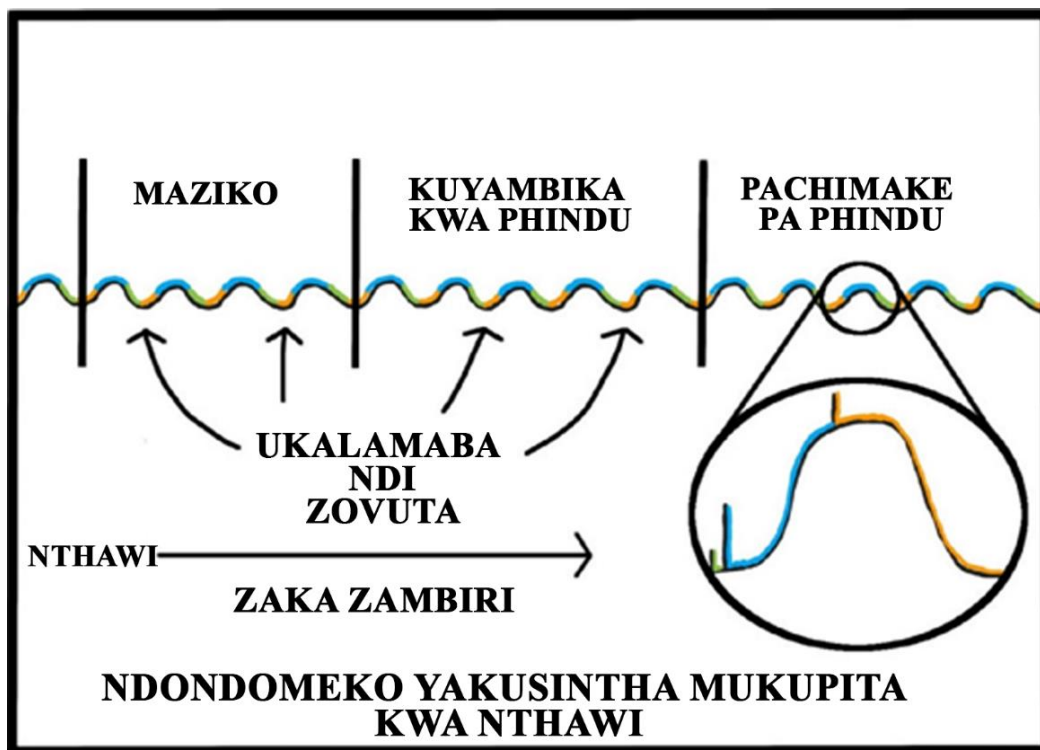 MAZIKO
KUYAMBIKA
KWA PHINDU
PACHIMAKE
PA PHINDU
UKALAMABA
NDI
ZOVUTA
NTHAWI
ZAKA ZAMBIRI
NDONDOMEKO YAKUSINTHA MUKUPITA
KWA NTHAWI